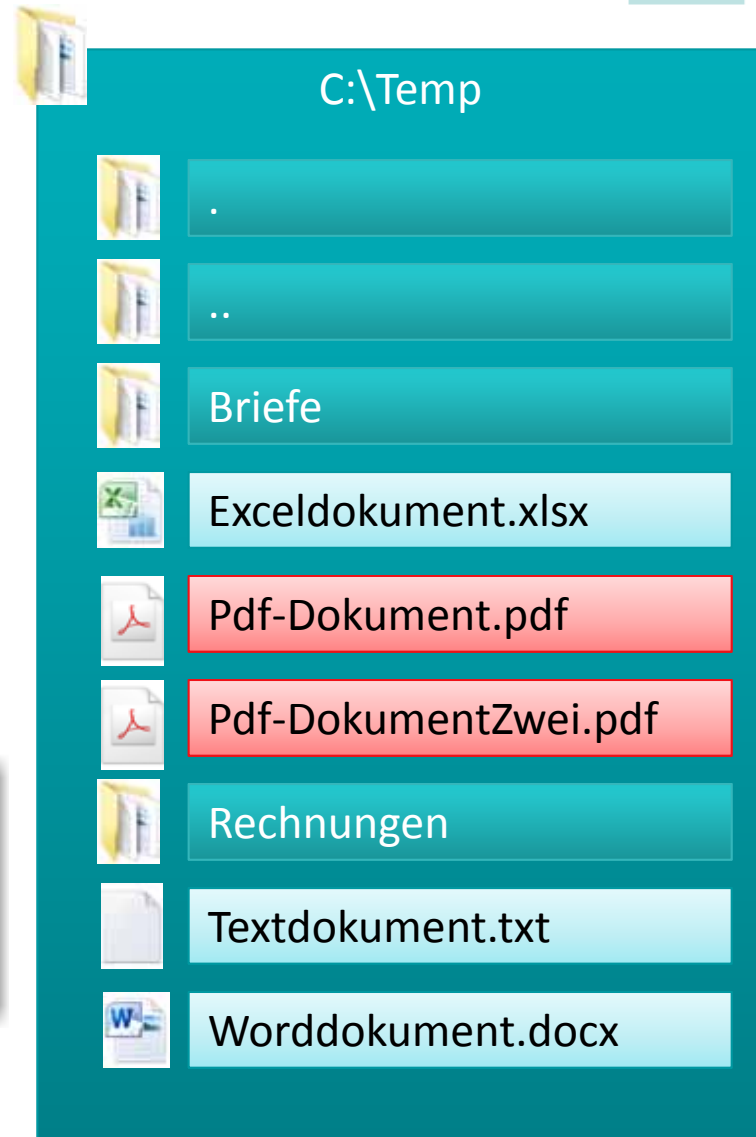 C:\Temp
.
..
Briefe
Exceldokument.xlsx
Pdf-Dokument.pdf
Pdf-DokumentZwei.pdf
Rechnungen
Textdokument.txt
Worddokument.docx